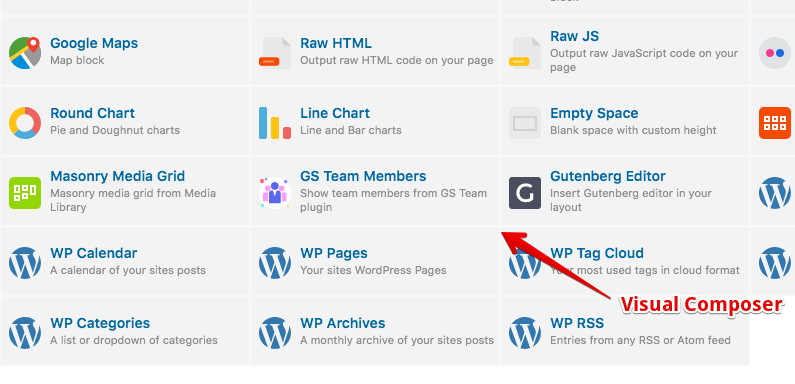 block
Google Maps
Map block
Raw HTML
Output raw HTML code on your page
Raw JS
Output raw JavaScript code on your
page
Round Chart
Pie and Doughnut charts
Line Chart
Line and Bar charts
Empty Space
Blank space with custom height
Masonry Media Grid
Masonry media grid from Media
Library
GS Team Members
Show team members from GS Team
plugin
G
Gutenberg Editor
Insert Gutenberg editor in your
layout
WP Calendar
A calendar of your sites posts
WP Pages
Your sites WordPress Pages
WP Tag Cloud
Your most used tags in cloud format
Visual Composer
WP Categories
A list or dropdown of categories
WP Archives
A monthly archive of your sites posts
WP RSS
Entries from any RSS or Atom feed